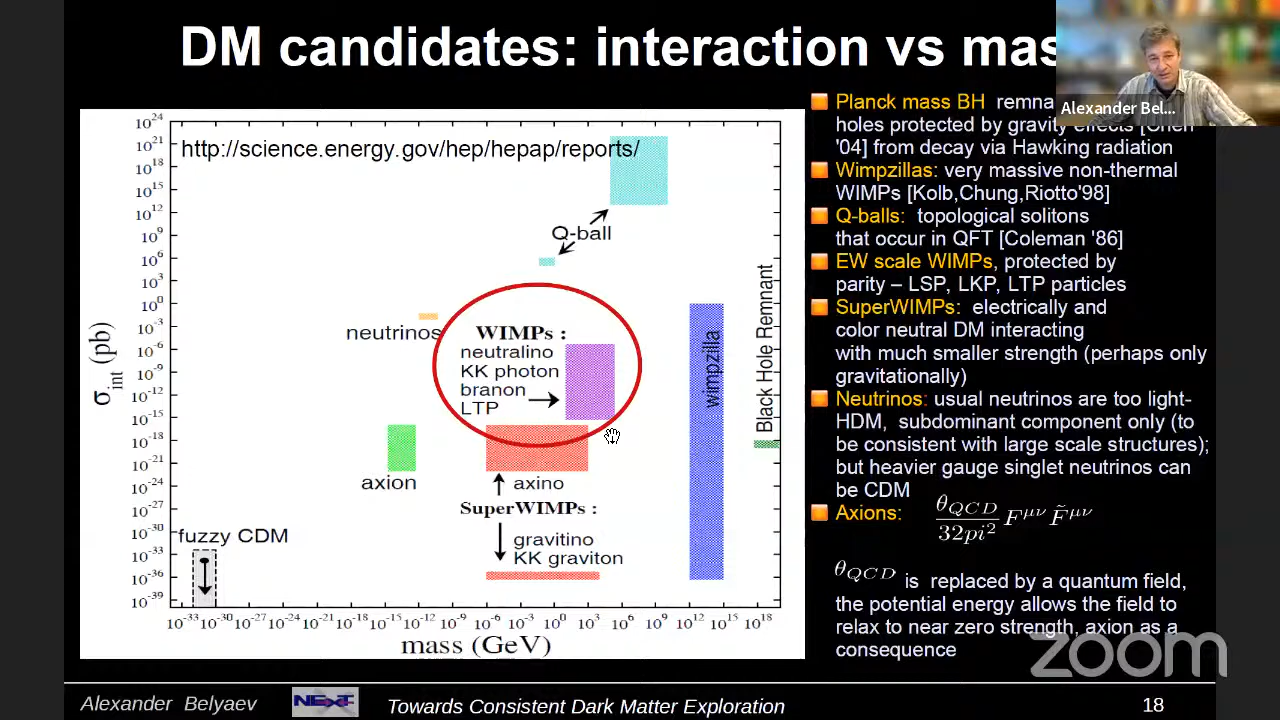 DM candidates: interaction vs mas
http://science.energy.gov/hep/hepap/reports/
10^24
10^21
10^18
10^15
10^12
10^9
10^6
10^3
10^0
10^-3
10^-6
10^-9
10^-12
10^-15
10^-18
10^-21
10^-24
10^-27
10^-30
10^-33
10^-36
10^-39
σ_int (pb)
Q-ball
neutrinos
WIMPs :
neutralino
KK photon
branon
LTP
wimpzilla
Black Hole Remnant
axion
axino
SuperWIMPs :
gravitino
KK graviton
fuzzy CDM
10^-33 10^-30 10^-27 10^-24 10^-21 10^-18 10^-15 10^-12 10^-9 10^-6 10^-3 10^0 10^3 10^6 10^9 10^12 10^15 10^18
mass (GeV)
Planck mass BH remna
holes protected by gravity effects [Chen
'04] from decay via Hawking radiation
Wimpzillas: very massive non-thermal
WIMPs [Kolb,Chung,Riotto'98]
Q-balls: topological solitons
that occur in QFT [Coleman '86]
EW scale WIMPs, protected by
parity – LSP, LKP, LTP particles
SuperWIMPs: electrically and
color neutral DM interacting
with much smaller strength (perhaps only
gravitationally)
Neutrinos: usual neutrinos are too light-
HDM, subdominant component only (to
be consistent with large scale structures);
but heavier gauge singlet neutrinos can
be CDM
Axions: θ_QCD / 32pi^2 F^μν F̃^μν
θ_QCD is replaced by a quantum field,
the potential energy allows the field to
relax to near zero strength, axion as a
consequence
Alexander Bel...
zoom
Alexander Belyaev NEXT Towards Consistent Dark Matter Exploration 18